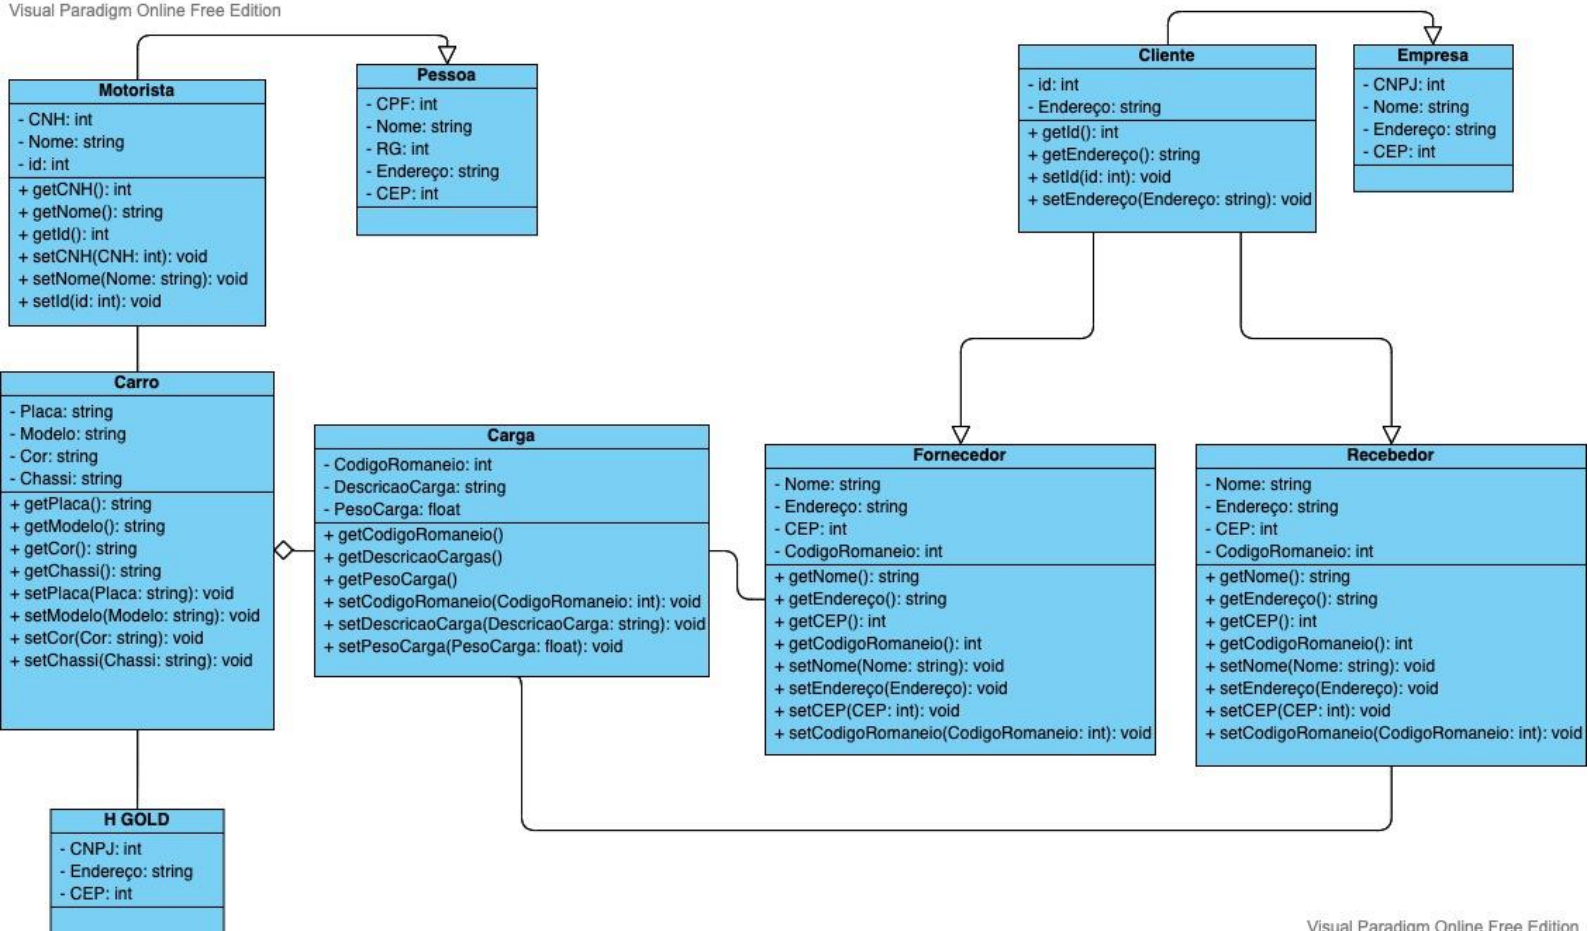 Visual Paradigm Online Free Edition
Motorista
- CNH: int
- Nome: string
- id: int
+ getCNH(): int
+ getNome(): string
+ getId(): int
+ setCNH(CNH: int): void
+ setNome(Nome: string): void
+ setId(id: int): void
Pessoa
- CPF: int
- Nome: string
- RG: int
- Endereço: string
- CEP: int
Cliente
- id: int
- Endereço: string
+ getId(): int
+ getEndereço(): string
+ setId(id: int): void
+ setEndereço(Endereço: string): void
Empresa
- CNPJ: int
- Nome: string
- Endereço: string
- CEP: int
Carro
- Placa: string
- Modelo: string
- Cor: string
- Chassi: string
+ getPlaca(): string
+ getModelo(): string
+ getCor(): string
+ getChassi(): string
+ setPlaca(Placa: string): void
+ setModelo(Modelo: string): void
+ setCor(Cor: string): void
+ setChassi(Chassi: string): void
Carga
- CodigoRomaneio: int
- DescricaoCarga: string
- PesoCarga: float
+ getCodigoRomaneio()
+ getDescricaoCargas()
+ getPesoCarga()
+ setCodigoRomaneio(CodigoRomaneio: int): void
+ setDescricaoCarga(DescricaoCarga: string): void
+ setPesoCarga(PesoCarga: float): void
Fornecedor
- Nome: string
- Endereço: string
- CEP: int
- CodigoRomaneio: int
+ getNome(): string
+ getEndereço(): string
+ getCEP(): int
+ getCodigoRomaneio(): int
+ setNome(Nome: string): void
+ setEndereço(Endereço): void
+ setCEP(CEP: int): void
+ setCodigoRomaneio(CodigoRomaneio: int): void
Recebedor
- Nome: string
- Endereço: string
- CEP: int
- CodigoRomaneio: int
+ getNome(): string
+ getEndereço(): string
+ getCEP(): int
+ getCodigoRomaneio(): int
+ setNome(Nome: string): void
+ setEndereço(Endereço): void
+ setCEP(CEP: int): void
+ setCodigoRomaneio(CodigoRomaneio: int): void
H GOLD
- CNPJ: int
- Endereço: string
- CEP: int
Visual Paradigm Online Free Edition